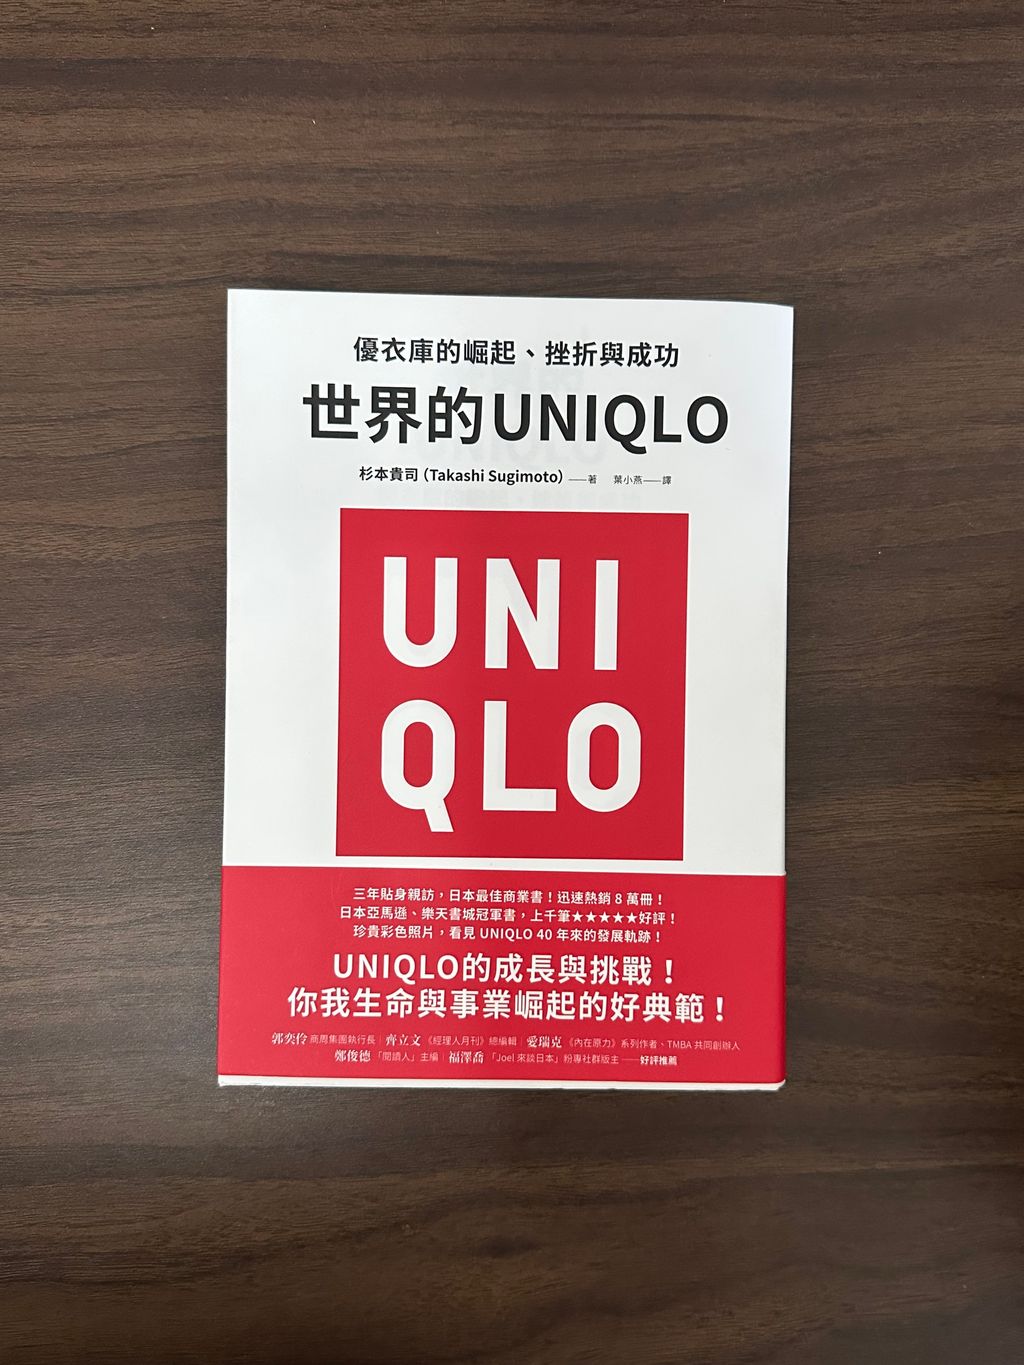 優衣庫的崛起、挫折與成功
世界的UNIQLO
杉本貴司（Takashi Sugimoto）——著　葉小燕——譯
UNI
QLO
三年貼身親訪，日本最佳商業書！迅速熱銷 8 萬冊！
日本亞馬遜、樂天書城冠軍書，上千筆★★★★★好評！
珍貴彩色照片，看見 UNIQLO 40 年來的發展軌跡！
UNIQLO的成長與挑戰！
你我生命與事業崛起的好典範！
郭奕伶 商周集團執行長｜齊立文《經理人月刊》總編輯｜愛瑞克《內在原力》系列作者、TMBA 共同創辦人
鄭俊德「閱讀人」主編｜福澤喬「Joel 來談日本」粉專社群版主——好評推薦